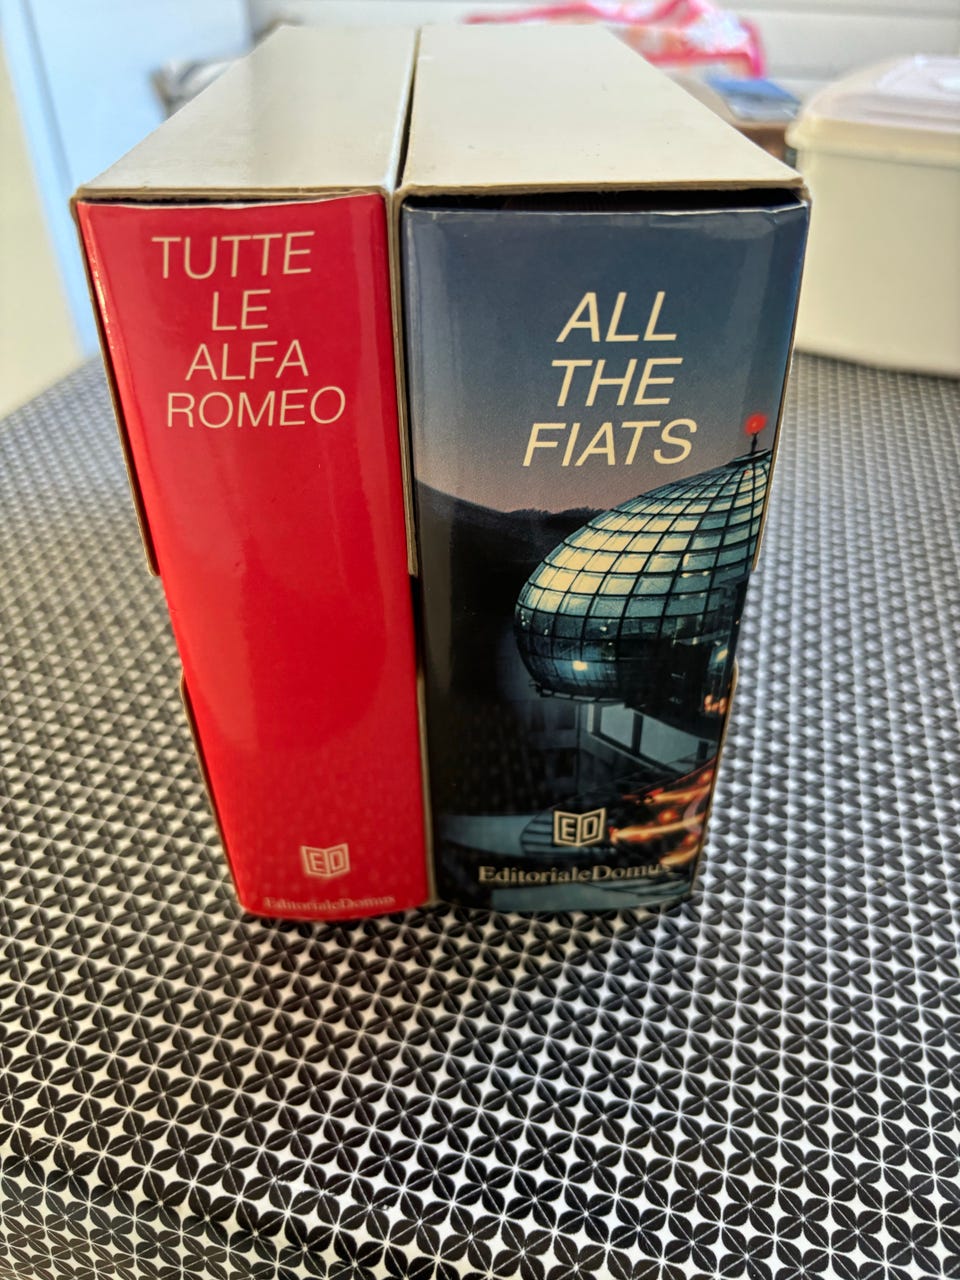 TUTTE
LE
ALFA
ROMEO
ED
EditorialeDomus
ALL
THE
FIATS
ED
EditorialeDomus